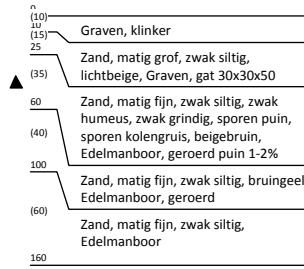 0
(10)
10
Graven, klinker
(15)
25
Zand, matig grof, zwak siltig,
lichtbeige, Graven, gat 30x30x50
(35)
60
Zand, matig fijn, zwak siltig, zwak
humeus, zwak grindig, sporen puin,
sporen kolengruis, beigebruin,
Edelmanboor, geroerd puin 1-2%
(40)
100
Zand, matig fijn, zwak siltig, bruingeel
Edelmanboor, geroerd
(60)
Zand, matig fijn, zwak siltig,
Edelmanboor
160